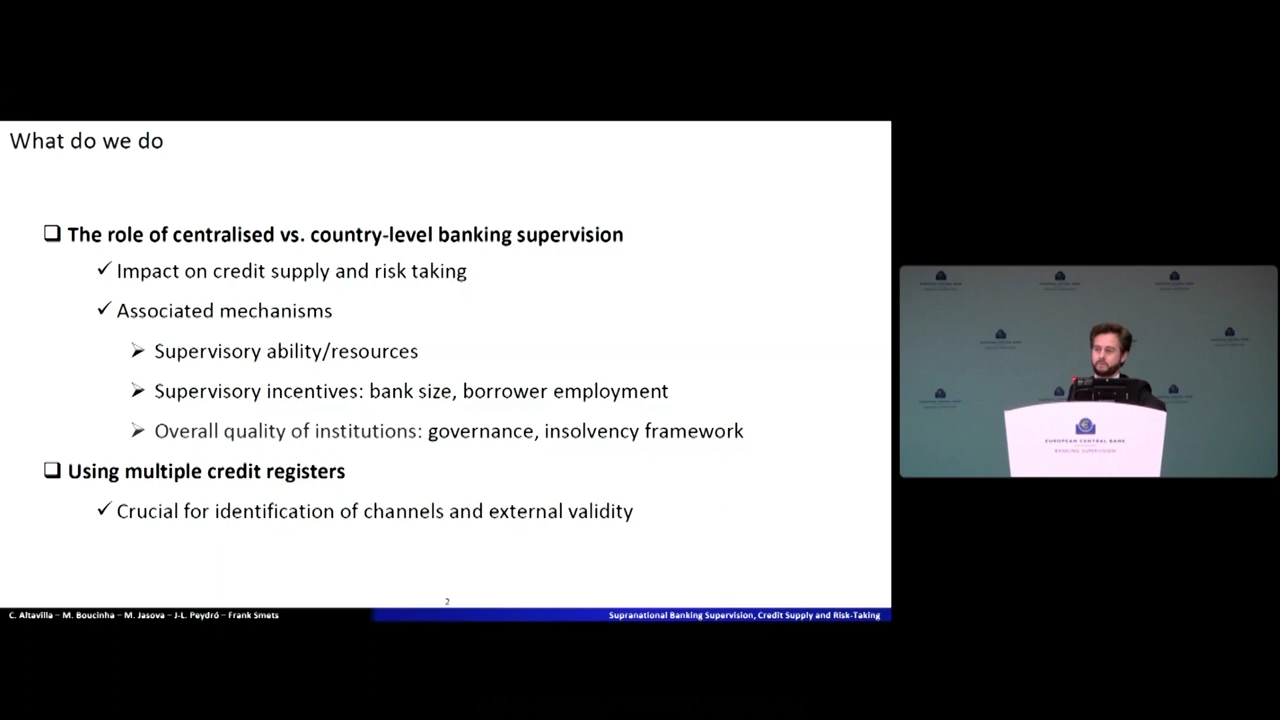 What do we do
The role of centralised vs. country-level banking supervision
Impact on credit supply and risk taking
Associated mechanisms
Supervisory ability/resources
Supervisory incentives: bank size, borrower employment
Overall quality of institutions: governance, insolvency framework
Using multiple credit registers
Crucial for identification of channels and external validity
2
C. Altavilla – M. Boucinha – M. Jasova – J-L. Peydró – Frank Smets
Supranational Banking Supervision, Credit Supply and Risk-Taking
EUROPEAN CENTRAL BANK
BANKING SUPERVISION